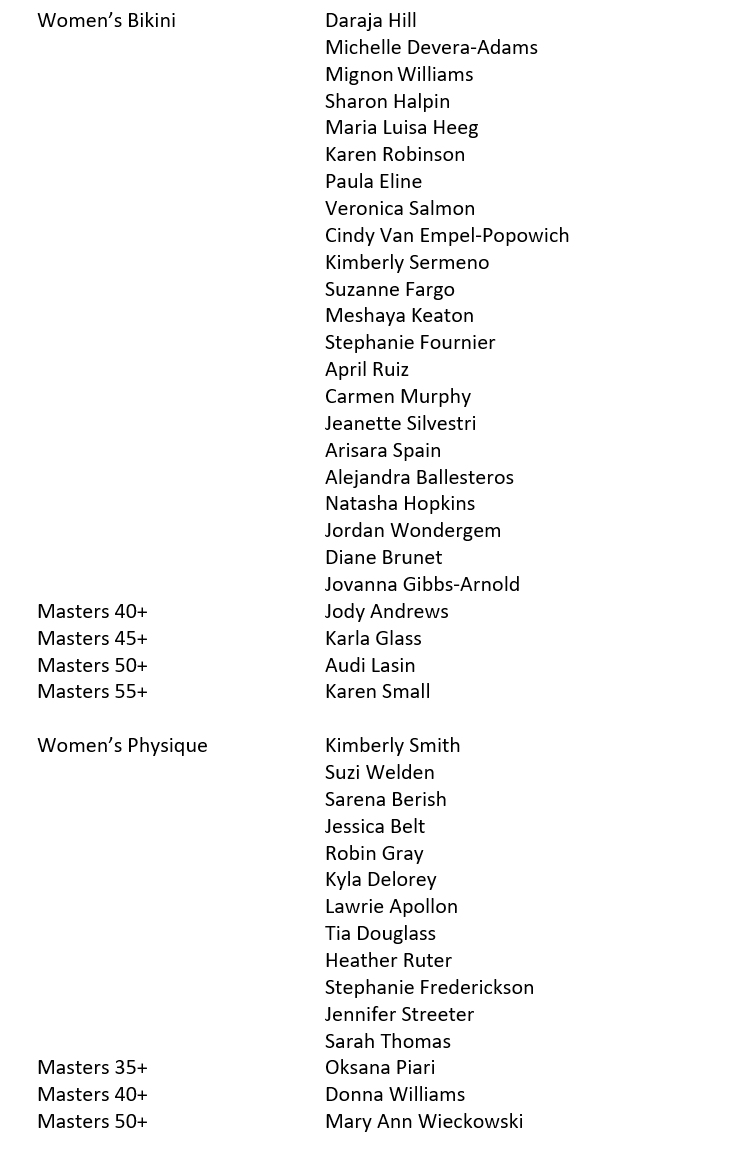 Women’s Bikini Daraja Hill
Michelle Devera-Adams
Mignon Williams
Sharon Halpin
Maria Luisa Heeg
Karen Robinson
Paula Eline
Veronica Salmon
Cindy Van Empel-Popowich
Kimberly Sermeno
Suzanne Fargo
Meshaya Keaton
Stephanie Fournier
April Ruiz
Carmen Murphy
Jeanette Silvestri
Arisara Spain
Alejandra Ballesteros
Natasha Hopkins
Jordan Wondergem
Diane Brunet
Jovanna Gibbs-Arnold
Masters 40+ Jody Andrews
Masters 45+ Karla Glass
Masters 50+ Audi Lasin
Masters 55+ Karen Small
Women’s Physique Kimberly Smith
Suzi Welden
Sarena Berish
Jessica Belt
Robin Gray
Kyla Delorey
Lawrie Apollon
Tia Douglass
Heather Ruter
Stephanie Frederickson
Jennifer Streeter
Sarah Thomas
Masters 35+ Oksana Piari
Masters 40+ Donna Williams
Masters 50+ Mary Ann Wieckowski